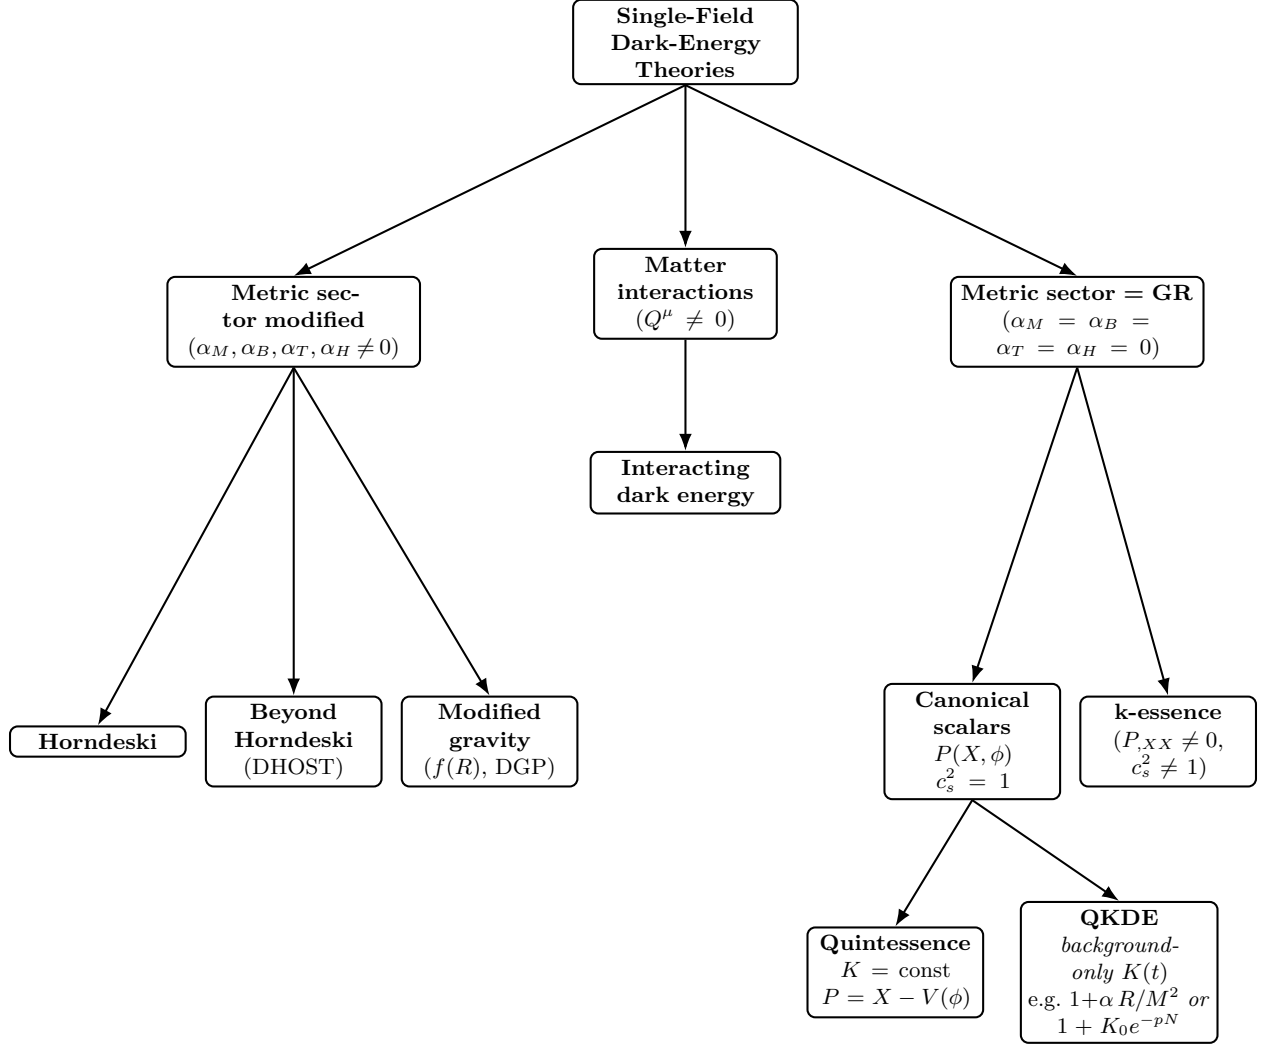 Single-Field
Dark-Energy
Theories
Metric sec-
tor modified
(α_M, α_B, α_T, α_H ≠ 0)
Matter
interactions
(Q^μ ≠ 0)
Metric sector = GR
(α_M = α_B =
α_T = α_H = 0)
Interacting
dark energy
Horndeski
Beyond
Horndeski
(DHOST)
Modified
gravity
(f(R), DGP)
Canonical
scalars
P(X, ϕ)
c_s^2 = 1
k-essence
(P_{,XX} ≠ 0,
c_s^2 ≠ 1)
Quintessence
K = const
P = X − V(ϕ)
QKDE
background-
only K(t)
e.g. 1+α R/M^2 or
1 + K_0e^{−pN}